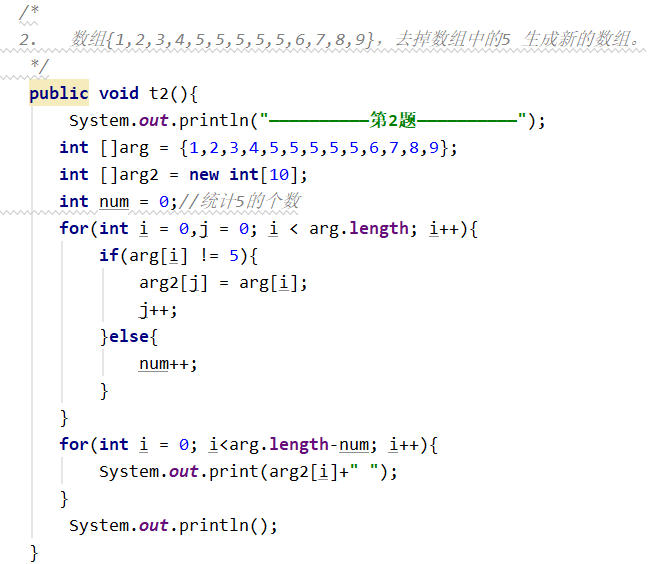 /*
2. 数组{1,2,3,4,5,5,5,5,5,6,7,8,9}，去掉数组中的5 生成新的数组。
*/
public void t2(){
System.out.println("——————————第2题——————————");
int []arg = {1,2,3,4,5,5,5,5,5,6,7,8,9};
int []arg2 = new int[10];
int num = 0;//统计5的个数
for(int i = 0,j = 0; i < arg.length; i++){
if(arg[i] != 5){
arg2[j] = arg[i];
j++;
}else{
num++;
}
}
for(int i = 0; i<arg.length-num; i++){
System.out.print(arg2[i]+" ");
}
System.out.println();
}